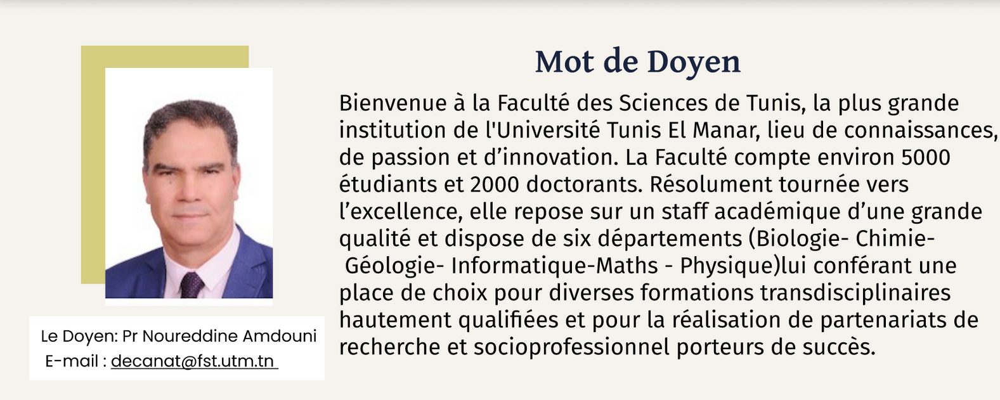 Mot de Doyen
Bienvenue à la Faculté des Sciences de Tunis, la plus grande
institution de l'Université Tunis El Manar, lieu de connaissances,
de passion et d’innovation. La Faculté compte environ 5000
étudiants et 2000 doctorants. Résolument tournée vers
l’excellence, elle repose sur un staff académique d’une grande
qualité et dispose de six départements (Biologie- Chimie-
Géologie- Informatique-Maths - Physique)lui conférant une
place de choix pour diverses formations transdisciplinaires
hautement qualifiées et pour la réalisation de partenariats de
recherche et socioprofessionnel porteurs de succès.
Le Doyen: Pr Noureddine Amdouni
E-mail : decanat@fst.utm.tn